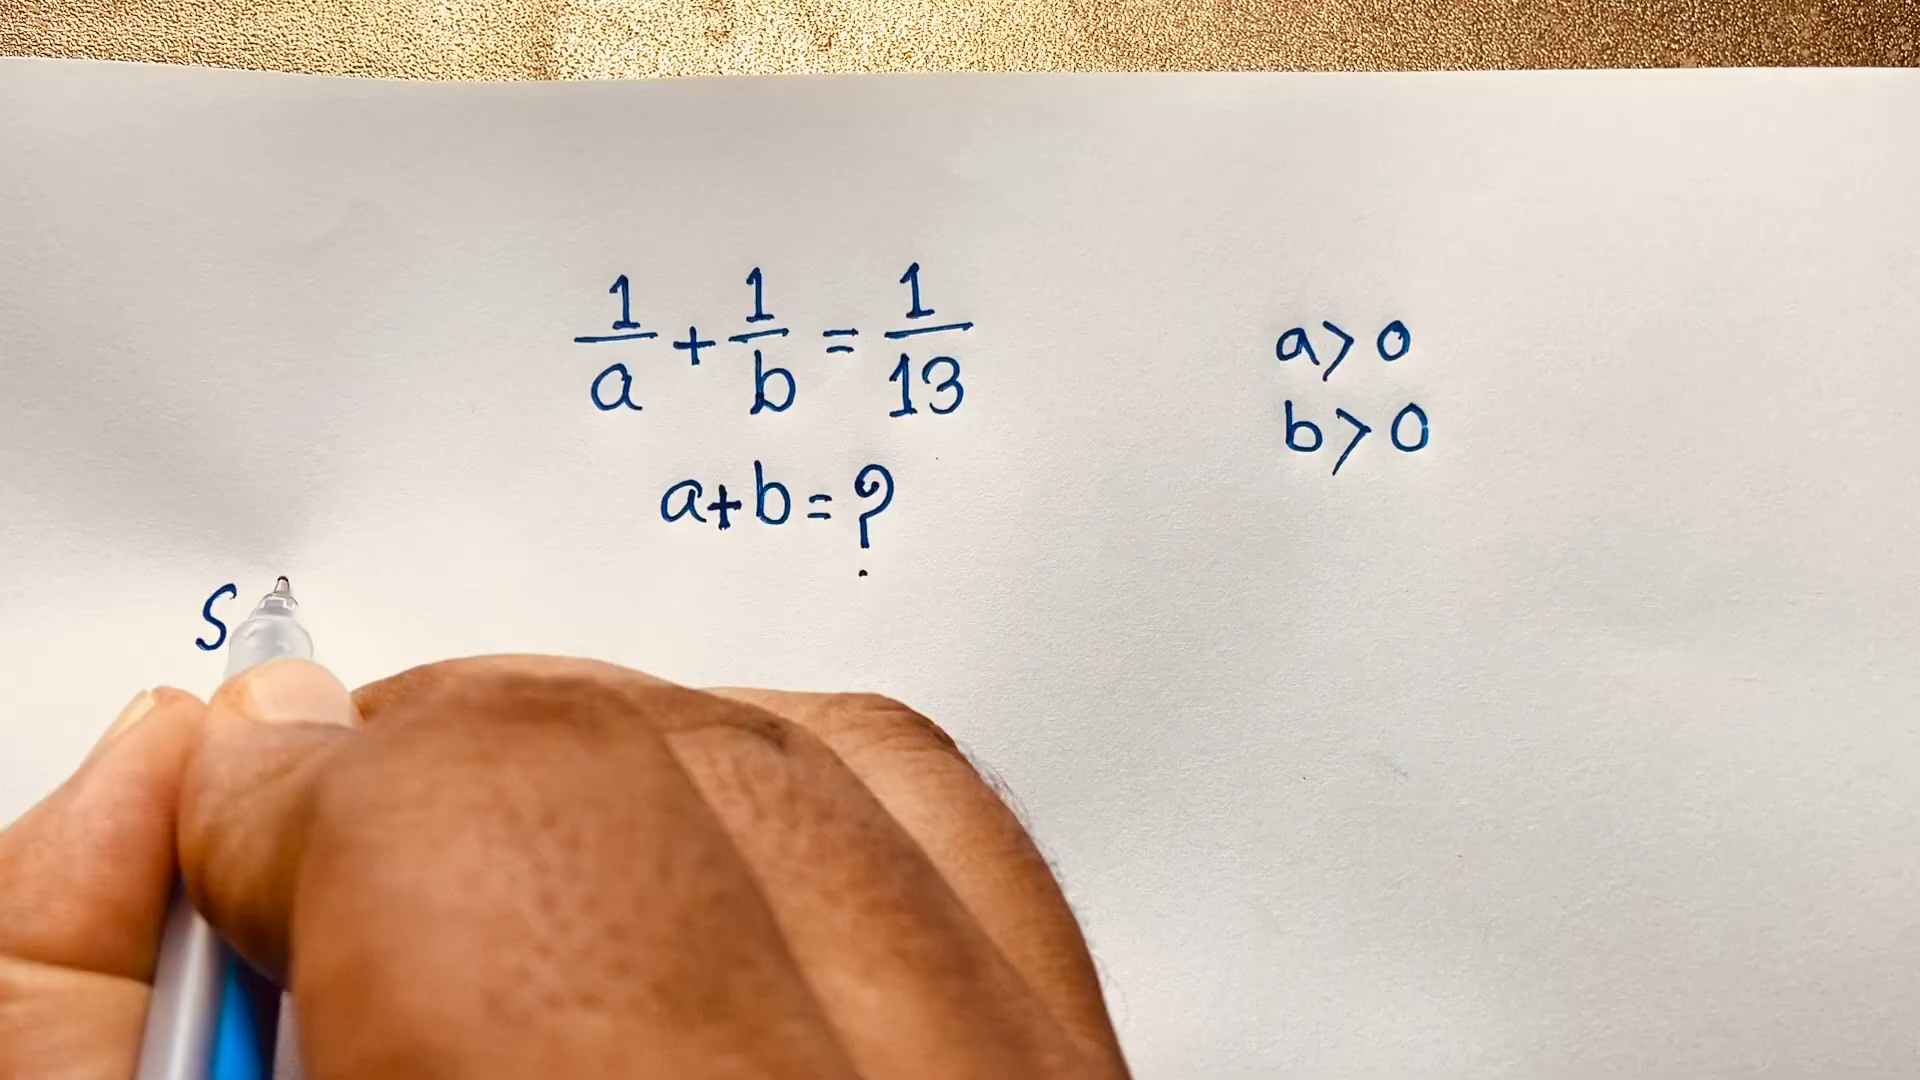 1/a + 1/b = 1/13
a > 0
b > 0
a+b = ?
S